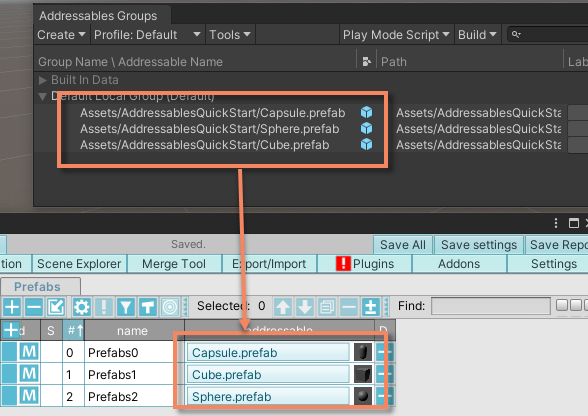 Addressables Groups
Create Profile: Default Tools Play Mode Script Build
Group Name \ Addressable Name Path Lab
Built In Data
Default Local Group (Default)
Assets/AddressablesQuickStart/Capsule.prefab Assets/AddressablesQuickSta
Assets/AddressablesQuickStart/Sphere.prefab Assets/AddressablesQuickSta
Assets/AddressablesQuickStart/Cube.prefab Assets/AddressablesQuickSta
Saved. Save All Save settings Save Repo
tion Scene Explorer Merge Tool Export/Import Plugins Addons Settings
Prefabs
Selected: 0 Find:
d S # name addressable D
M 0 Prefabs0 Capsule.prefab
M 1 Prefabs1 Cube.prefab
M 2 Prefabs2 Sphere.prefab